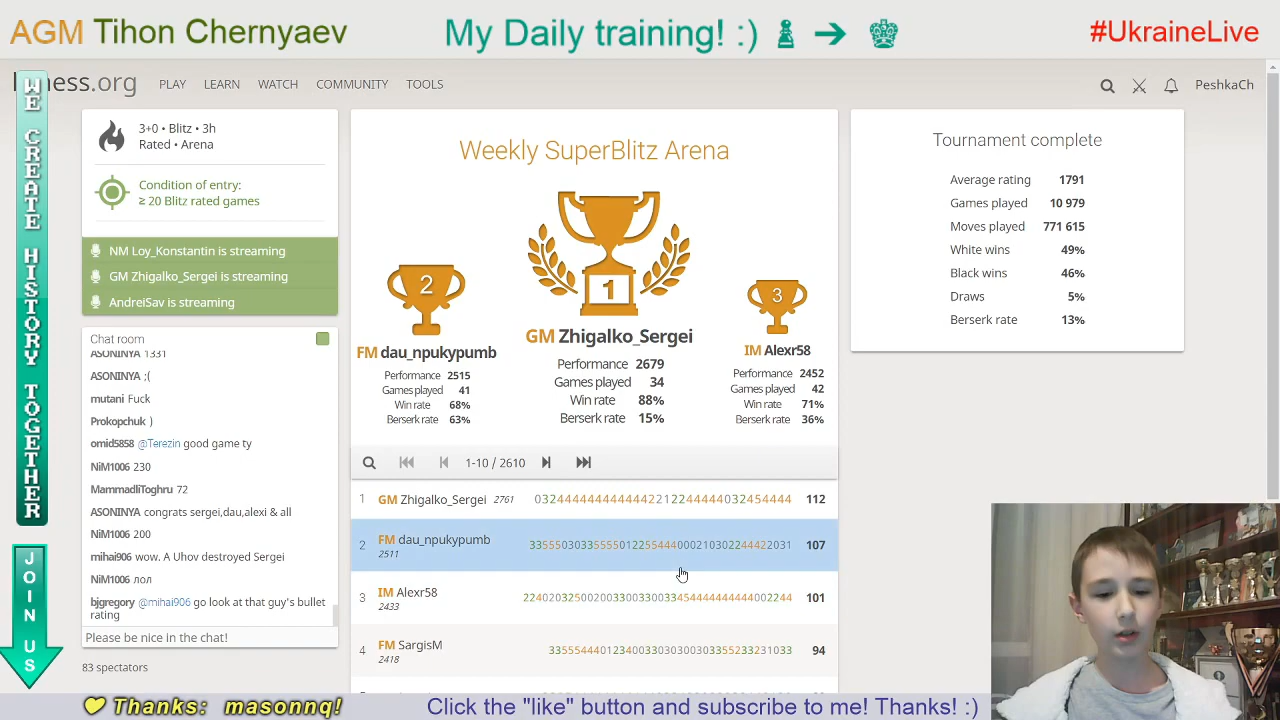 AGM Tihon Chernyaev
My Daily training! :)
#UkraineLive
WE CREATE HISTORY TOGETHER
JOIN US
ess.org
PLAY LEARN WATCH COMMUNITY TOOLS
PeshkaCh
3+0 • Blitz • 3h
Rated • Arena
Condition of entry:
≥ 20 Blitz rated games
NM Loy_Konstantin is streaming
GM Zhigalko_Sergei is streaming
AndreiSav is streaming
Chat room
ASONINYA 1331
ASONINYA ;(
mutani Fuck
Prokopchuk )
omid5858 @Terezin good game ty
NiM1006 230
MammadliToghru 72
ASONINYA congrats sergei,dau,alexi & all
NiM1006 200
mihai906 wow. A Uhov destroyed Sergei
NiM1006 лол
bjgregory @mihai906 go look at that guy's bullet
rating
Please be nice in the chat!
83 spectators
Weekly SuperBlitz Arena
2
1
3
FM dau_npukypumb
Performance 2515
Games played 41
Win rate 68%
Berserk rate 63%
GM Zhigalko_Sergei
Performance 2679
Games played 34
Win rate 88%
Berserk rate 15%
IM Alexr58
Performance 2452
Games played 42
Win rate 71%
Berserk rate 36%
1-10 / 2610
1 GM Zhigalko_Sergei 2761 0324444444444444221224444403245 4444 112
2 FM dau_npukypumb 2511 33555030335555012255444000210302244422031 107
3 IM Alexr58 2433 224020325002003300330033454444444444002244 101
4 FM SargisM 2418 94
Tournament complete
Average rating 1791
Games played 10 979
Moves played 771 615
White wins 49%
Black wins 46%
Draws 5%
Berserk rate 13%
Thanks: masonnq!
Click the "like" button and subscribe to me! Thanks! :)